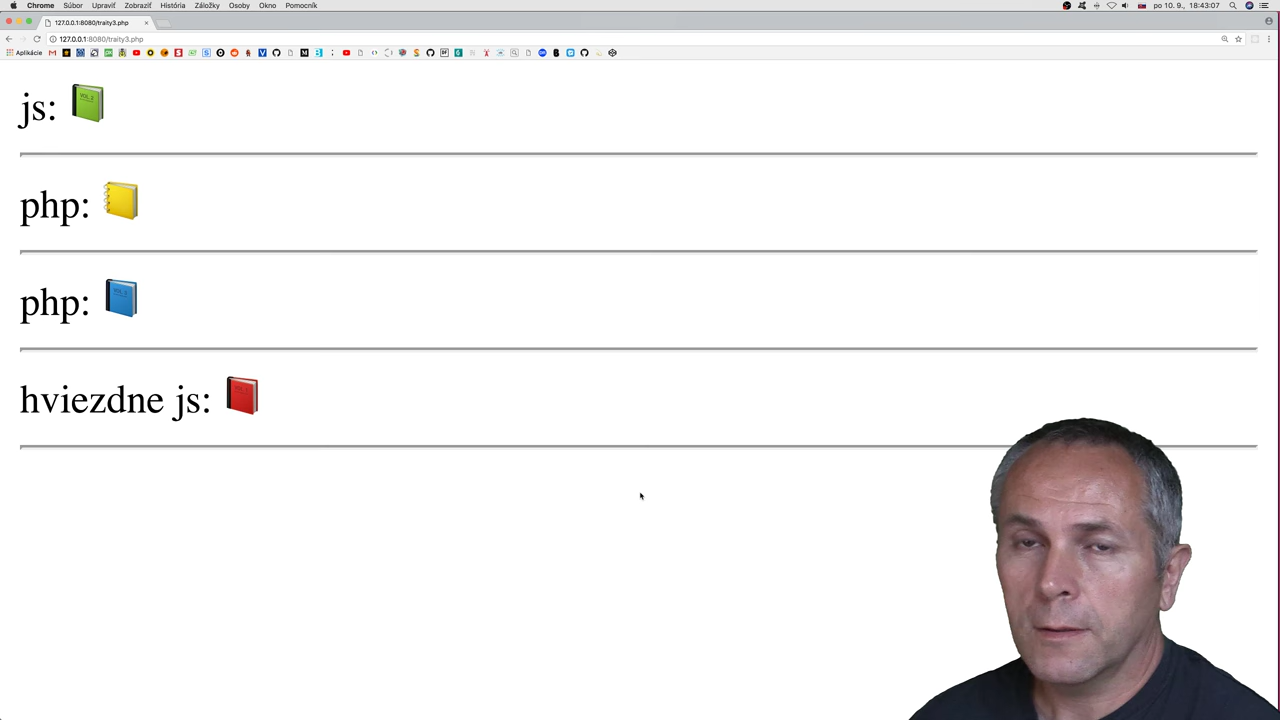 Chrome Súbor Upraviť Zobraziť História Záložky Osoby Okno Pomocník
po 10. 9., 18:43:07
127.0.0.1:8080/traity3.php
127.0.0.1:8080/traity3.php
Aplikácie
js:
php:
php:
hviezdne js: